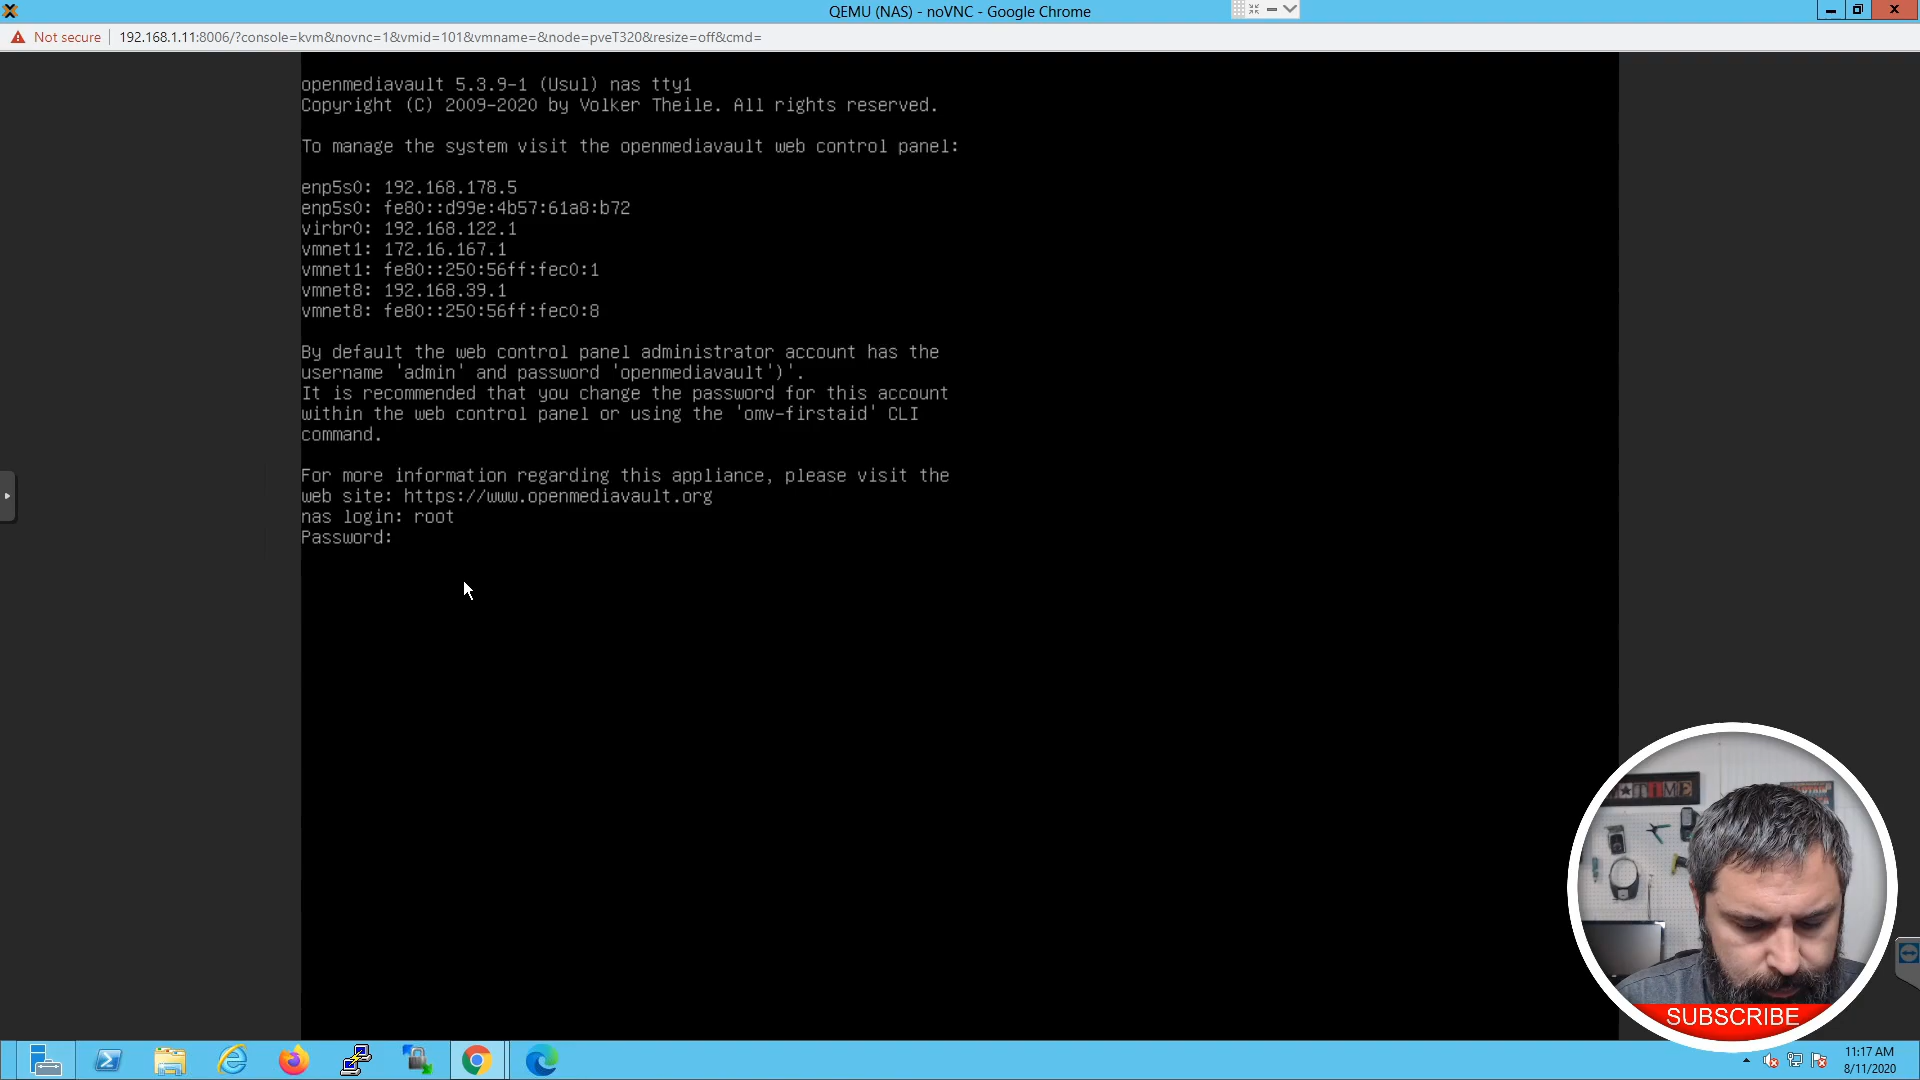 QEMU (NAS) - noVNC - Google Chrome
Not secure
192.168.1.11:8006/?console=kvm&novnc=1&vmid=101&vmname=&node=pveT320&resize=off&cmd=
openmediavault 5.3.9-1 (Usul) nas tty1
Copyright (C) 2009-2020 by Volker Theile. All rights reserved.
To manage the system visit the openmediavault web control panel:
enp5s0: 192.168.178.5
enp5s0: fe80::d99e:4b57:61a8:b72
virbr0: 192.168.122.1
vmnet1: 172.16.167.1
vmnet1: fe80::250:56ff:fec0:1
vmnet8: 192.168.39.1
vmnet8: fe80::250:56ff:fec0:8
By default the web control panel administrator account has the
username 'admin' and password 'openmediavault')'.
It is recommended that you change the password for this account
within the web control panel or using the 'omv-firstaid' CLI
command.
For more information regarding this appliance, please visit the
web site: https://www.openmediavault.org
nas login: root
Password:
SUBSCRIBE
11:17 AM
8/11/2020